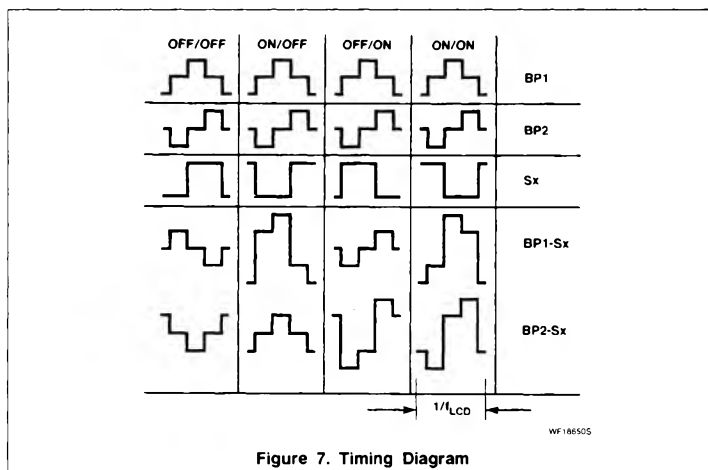 OFF/OFF ON/OFF OFF/ON ON/ON
BP1
BP2
Sx
BP1-Sx
BP2-Sx
1/fLCD
WF18650S
Figure 7. Timing Diagram